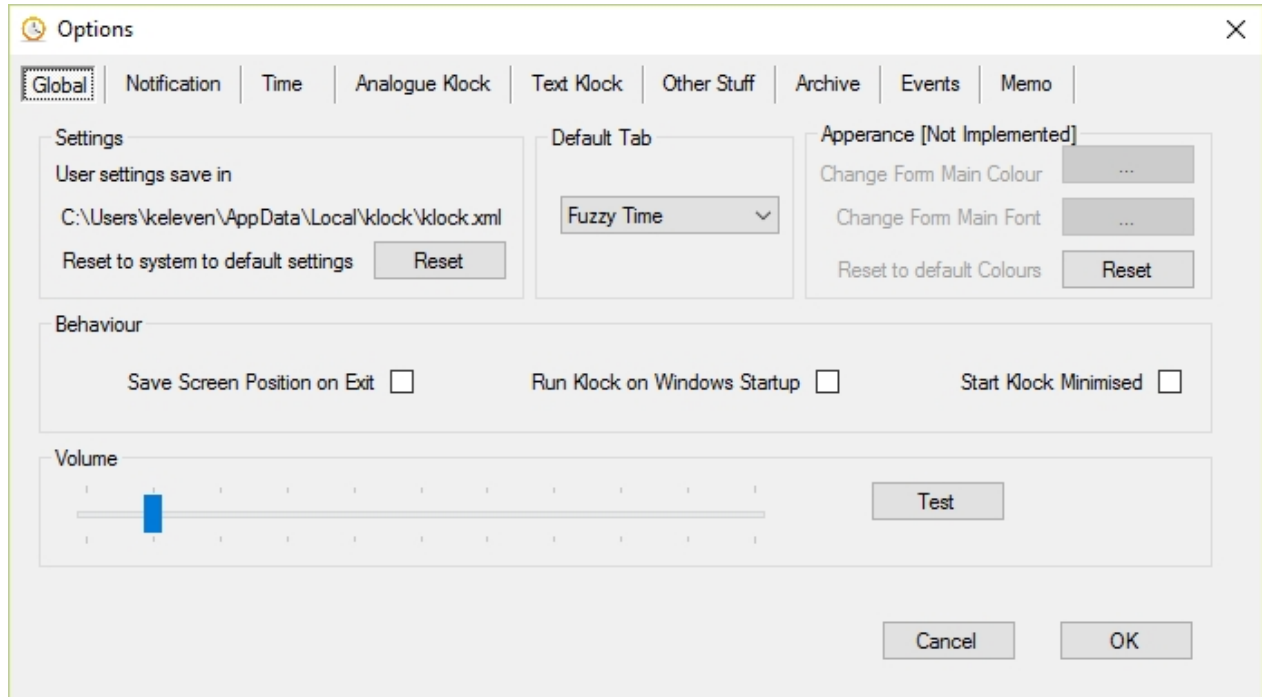 Options
Global Notification Time Analogue Klock Text Klock Other Stuff Archive Events Memo
Settings
User settings save in
C:\Users\keleven\AppData\Local\klock\klock.xml
Reset to system to default settings Reset
Default Tab
Fuzzy Time
Apperance [Not Implemented]
Change Form Main Colour ...
Change Form Main Font ...
Reset to default Colours Reset
Behaviour
Save Screen Position on Exit Run Klock on Windows Startup Start Klock Minimised
Volume
Test
Cancel OK